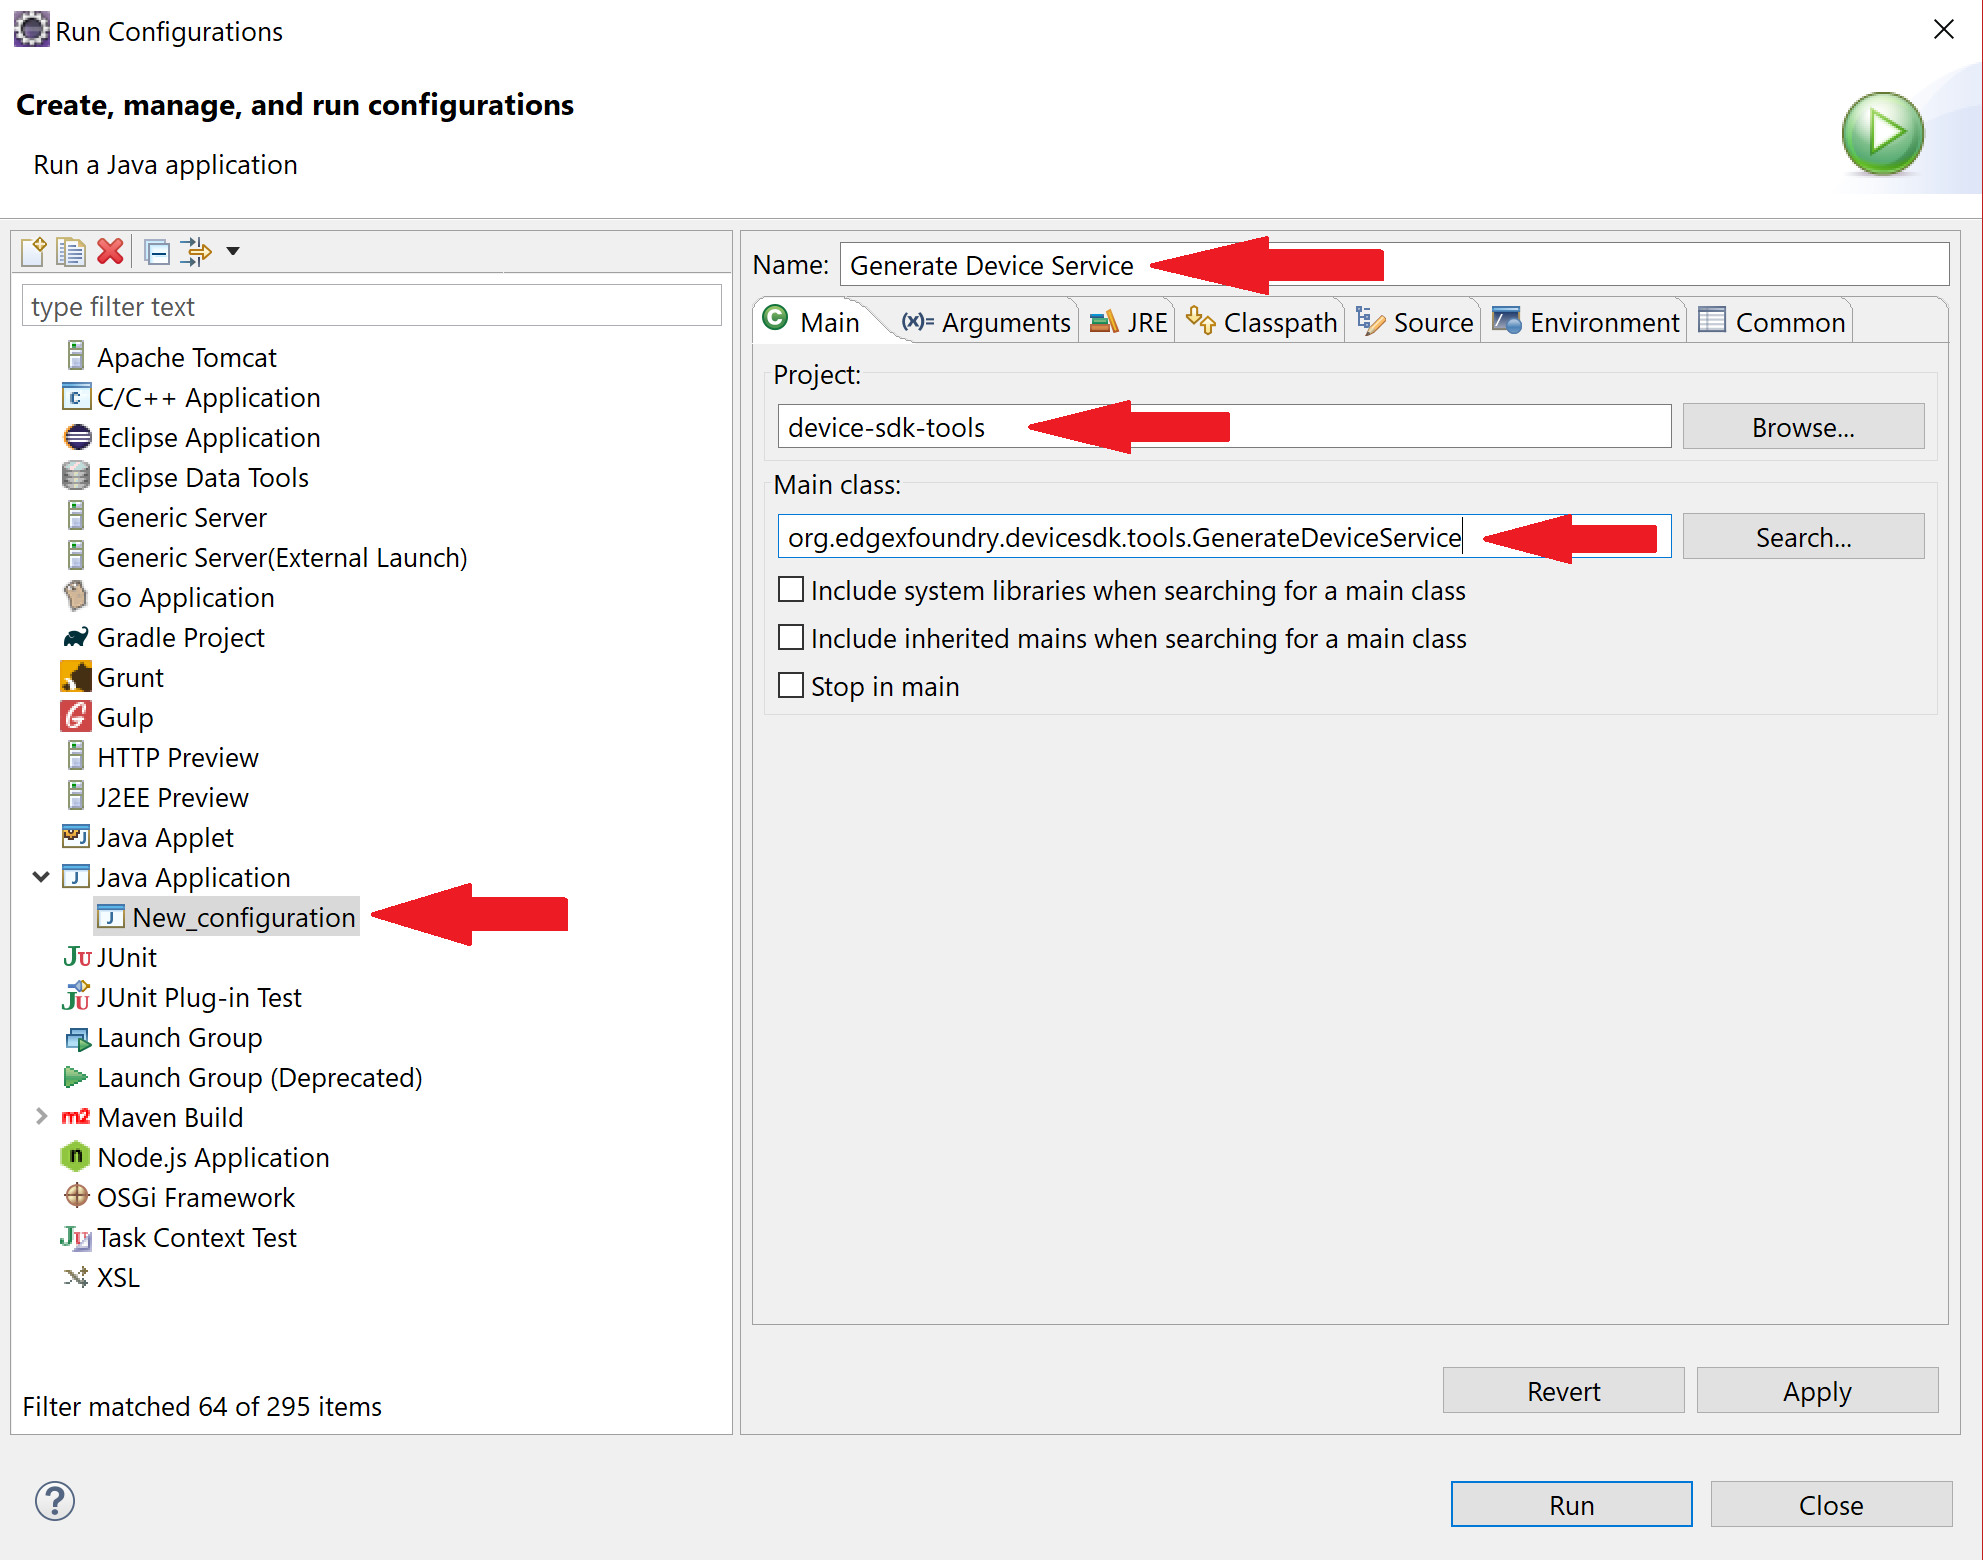 Run Configurations
Create, manage, and run configurations
Run a Java application
type filter text
Apache Tomcat
C/C++ Application
Eclipse Application
Eclipse Data Tools
Generic Server
Generic Server(External Launch)
Go Application
Gradle Project
Grunt
Gulp
HTTP Preview
J2EE Preview
Java Applet
Java Application
New_configuration
JUnit
JUnit Plug-in Test
Launch Group
Launch Group (Deprecated)
Maven Build
Node.js Application
OSGi Framework
Task Context Test
XSL
Filter matched 64 of 295 items
Name: Generate Device Service
Main (x)= Arguments JRE Classpath Source Environment Common
Project:
device-sdk-tools Browse...
Main class:
org.edgexfoundry.devicesdk.tools.GenerateDeviceService Search...
Include system libraries when searching for a main class
Include inherited mains when searching for a main class
Stop in main
Revert Apply
Run Close